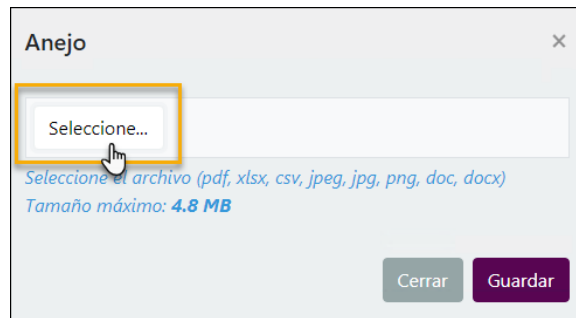 Anejo
×
Seleccione...
Seleccione el archivo (pdf, xlsx, csv, jpeg, jpg, png, doc, docx)
Tamaño máximo: 4.8 MB
Cerrar Guardar